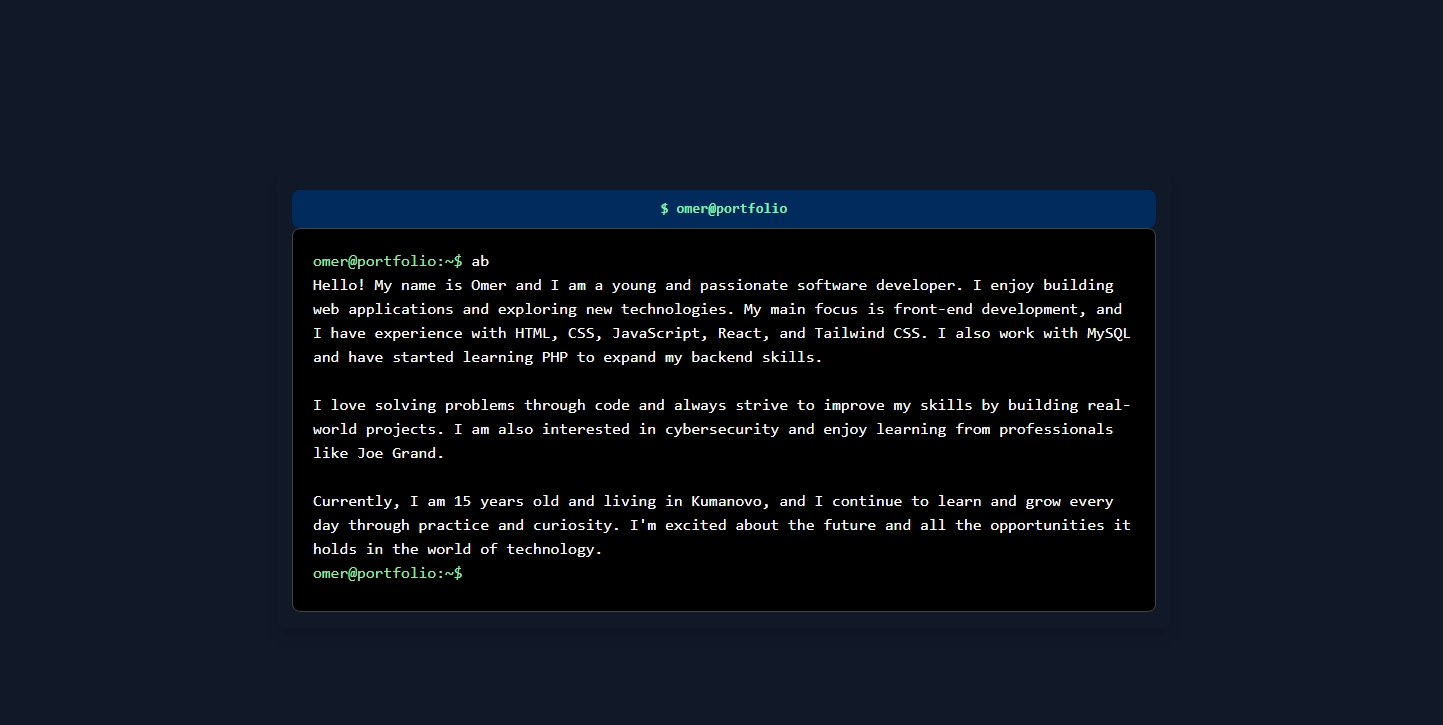 $ omer@portfolio
omer@portfolio:~$ ab
Hello! My name is Omer and I am a young and passionate software developer. I enjoy building
web applications and exploring new technologies. My main focus is front-end development, and
I have experience with HTML, CSS, JavaScript, React, and Tailwind CSS. I also work with MySQL
and have started learning PHP to expand my backend skills.
I love solving problems through code and always strive to improve my skills by building real-
world projects. I am also interested in cybersecurity and enjoy learning from professionals
like Joe Grand.
Currently, I am 15 years old and living in Kumanovo, and I continue to learn and grow every
day through practice and curiosity. I'm excited about the future and all the opportunities it
holds in the world of technology.
omer@portfolio:~$